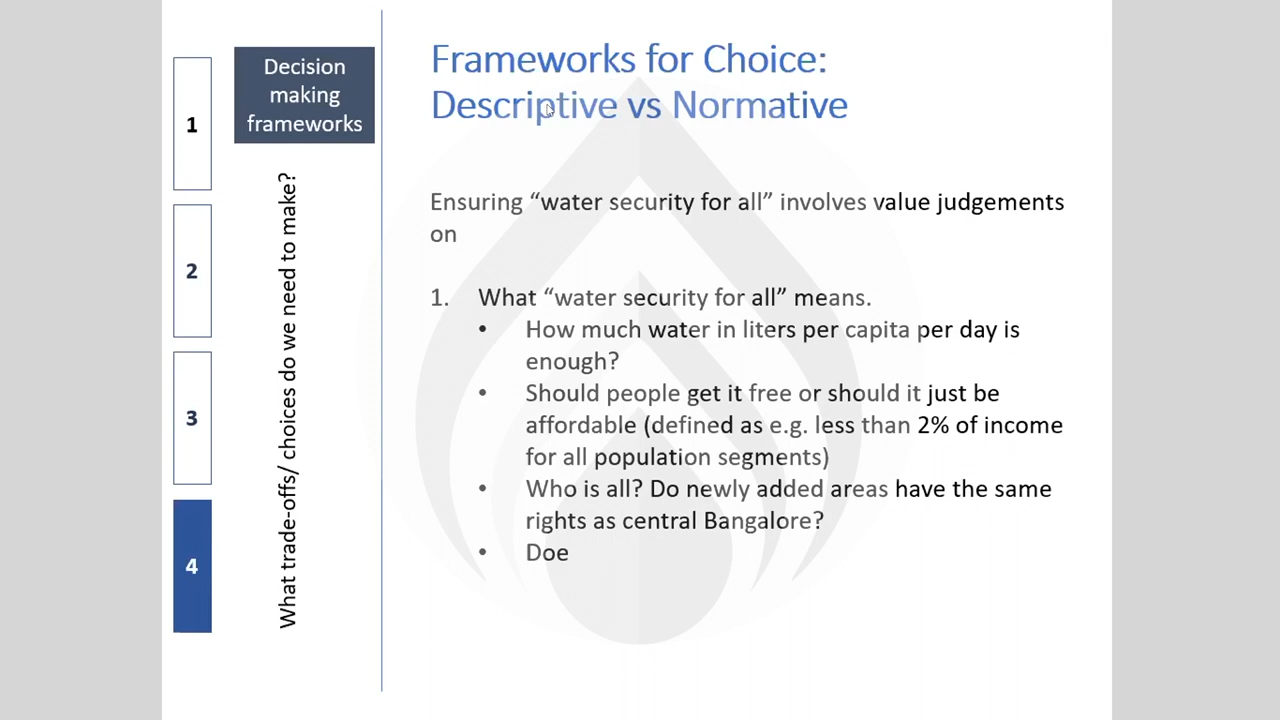 1
2
3
4
Decision
making
frameworks
What trade-offs/ choices do we need to make?
Frameworks for Choice:
Descriptive vs Normative
Ensuring “water security for all” involves value judgements
on
1. What “water security for all” means.
• How much water in liters per capita per day is
enough?
• Should people get it free or should it just be
affordable (defined as e.g. less than 2% of income
for all population segments)
• Who is all? Do newly added areas have the same
rights as central Bangalore?
• Doe